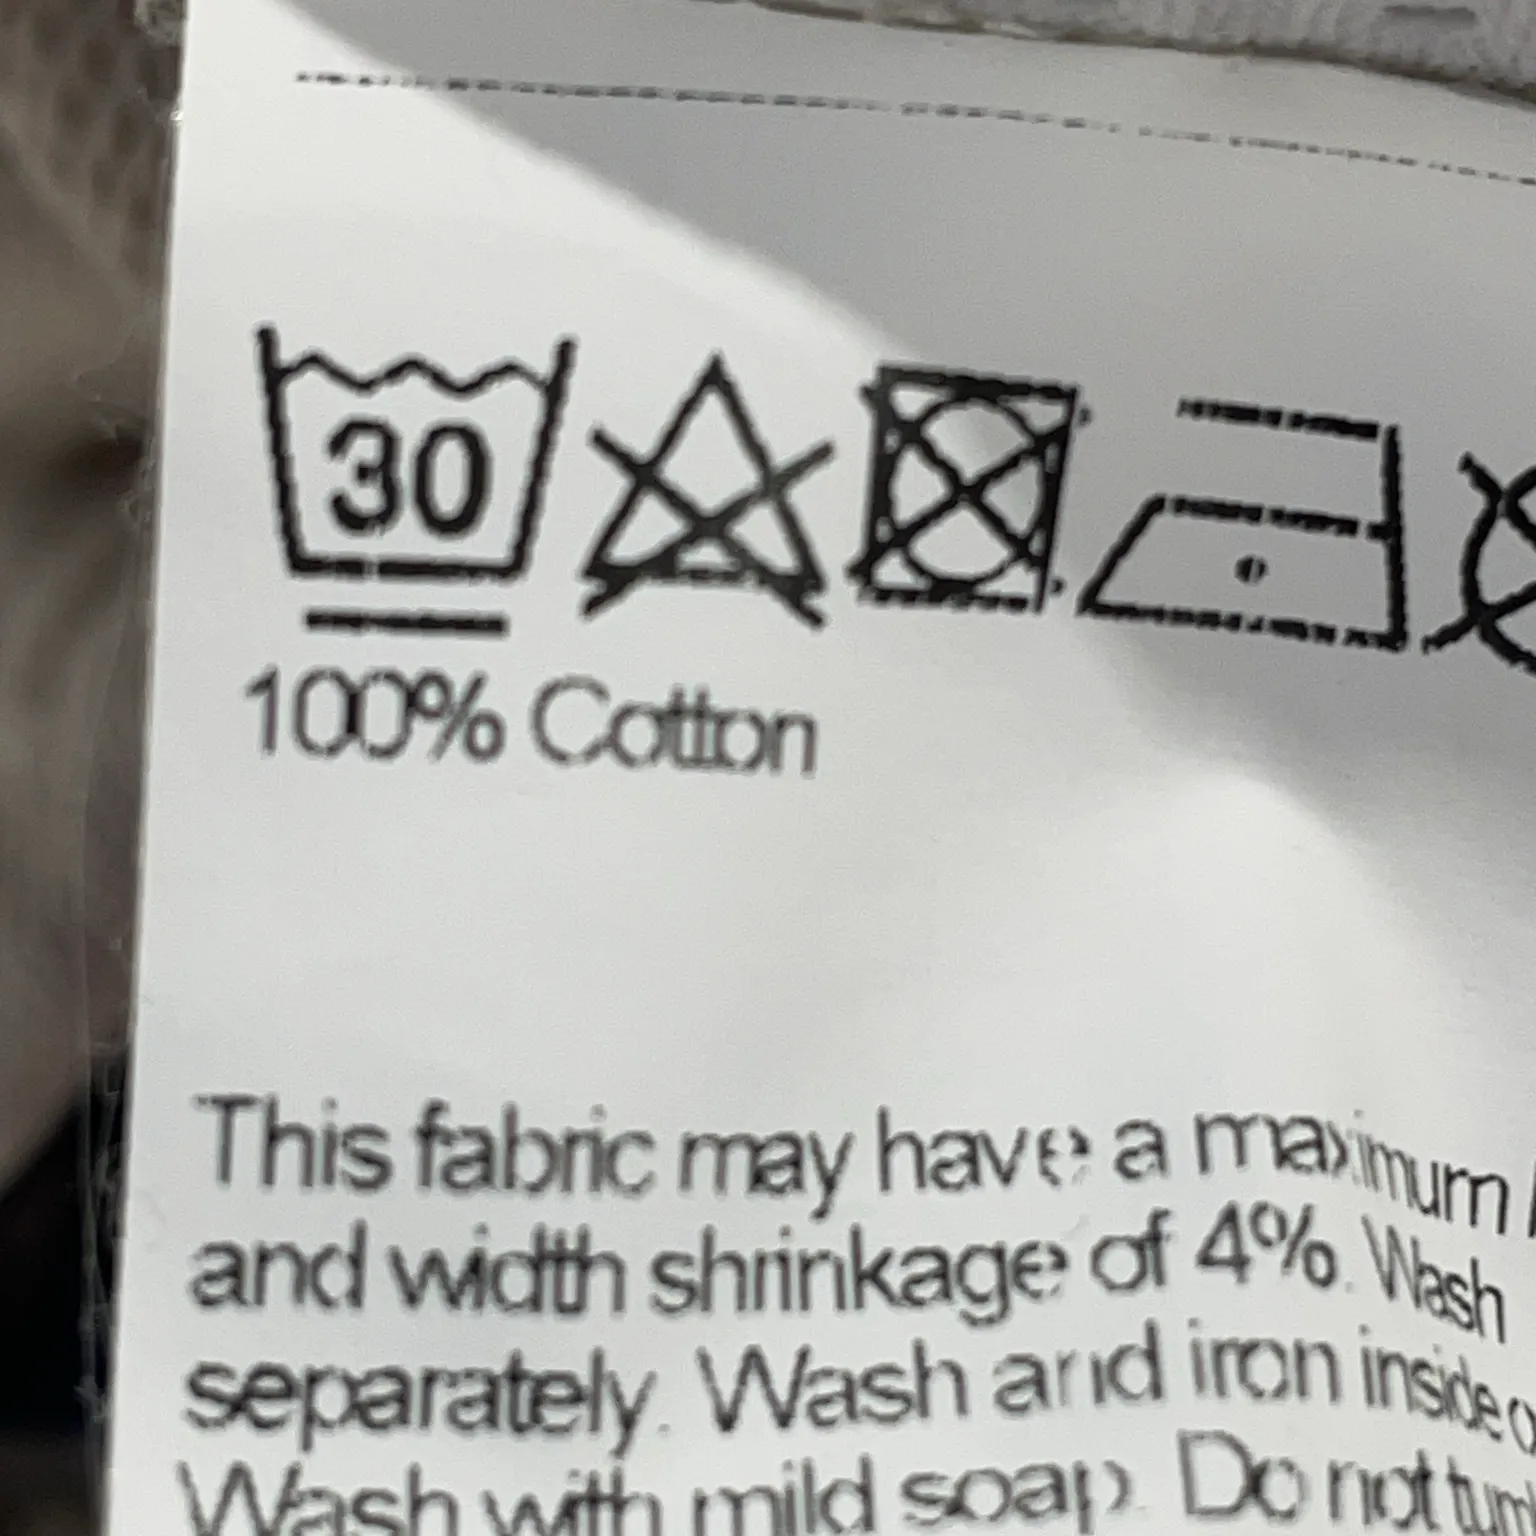 30
100% Cotton
This fabric may have a maximum
and width shrinkage of 4%. Wash
separately. Wash and iron inside
Wash with mild soap. Do not